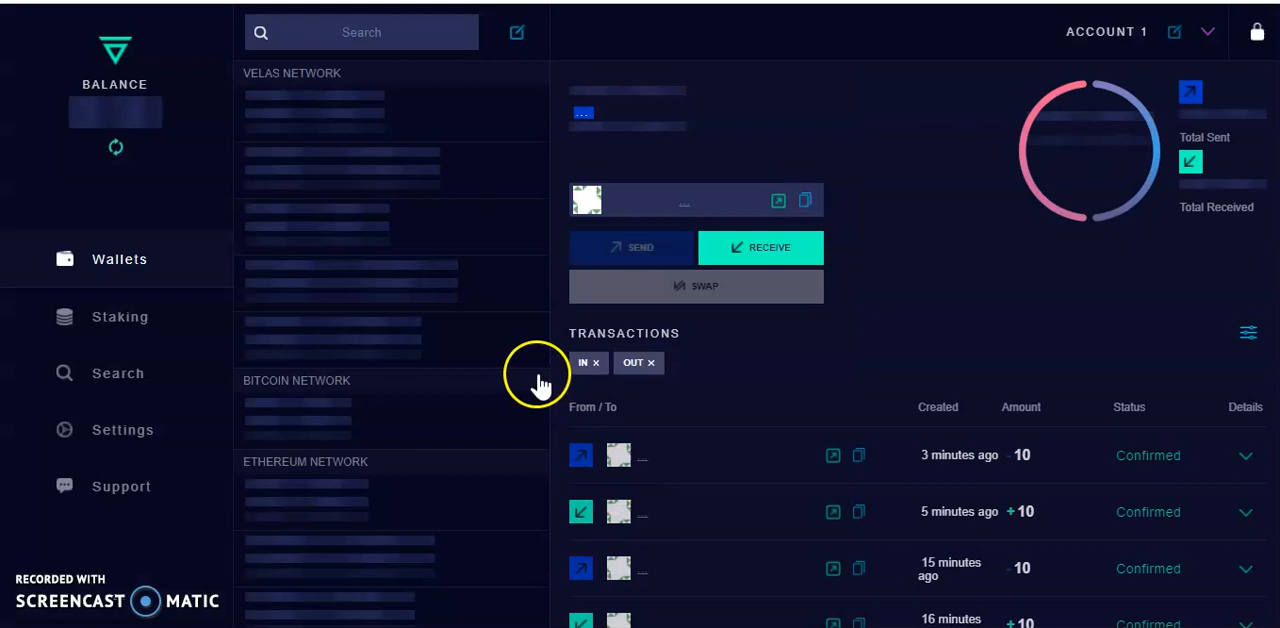 BALANCE
Wallets
Staking
Search
Settings
Support
RECORDED WITH
SCREENCAST MATIC
Search
VELAS NETWORK
BITCOIN NETWORK
ETHEREUM NETWORK
ACCOUNT 1
...
Total Sent
Total Received
...
SEND
RECEIVE
SWAP
TRANSACTIONS
IN ×
OUT ×
From / To Created Amount Status Details
... 3 minutes ago - 10 Confirmed
... 5 minutes ago + 10 Confirmed
... 15 minutes
ago - 10 Confirmed
16 minutes + 10 Confirmed